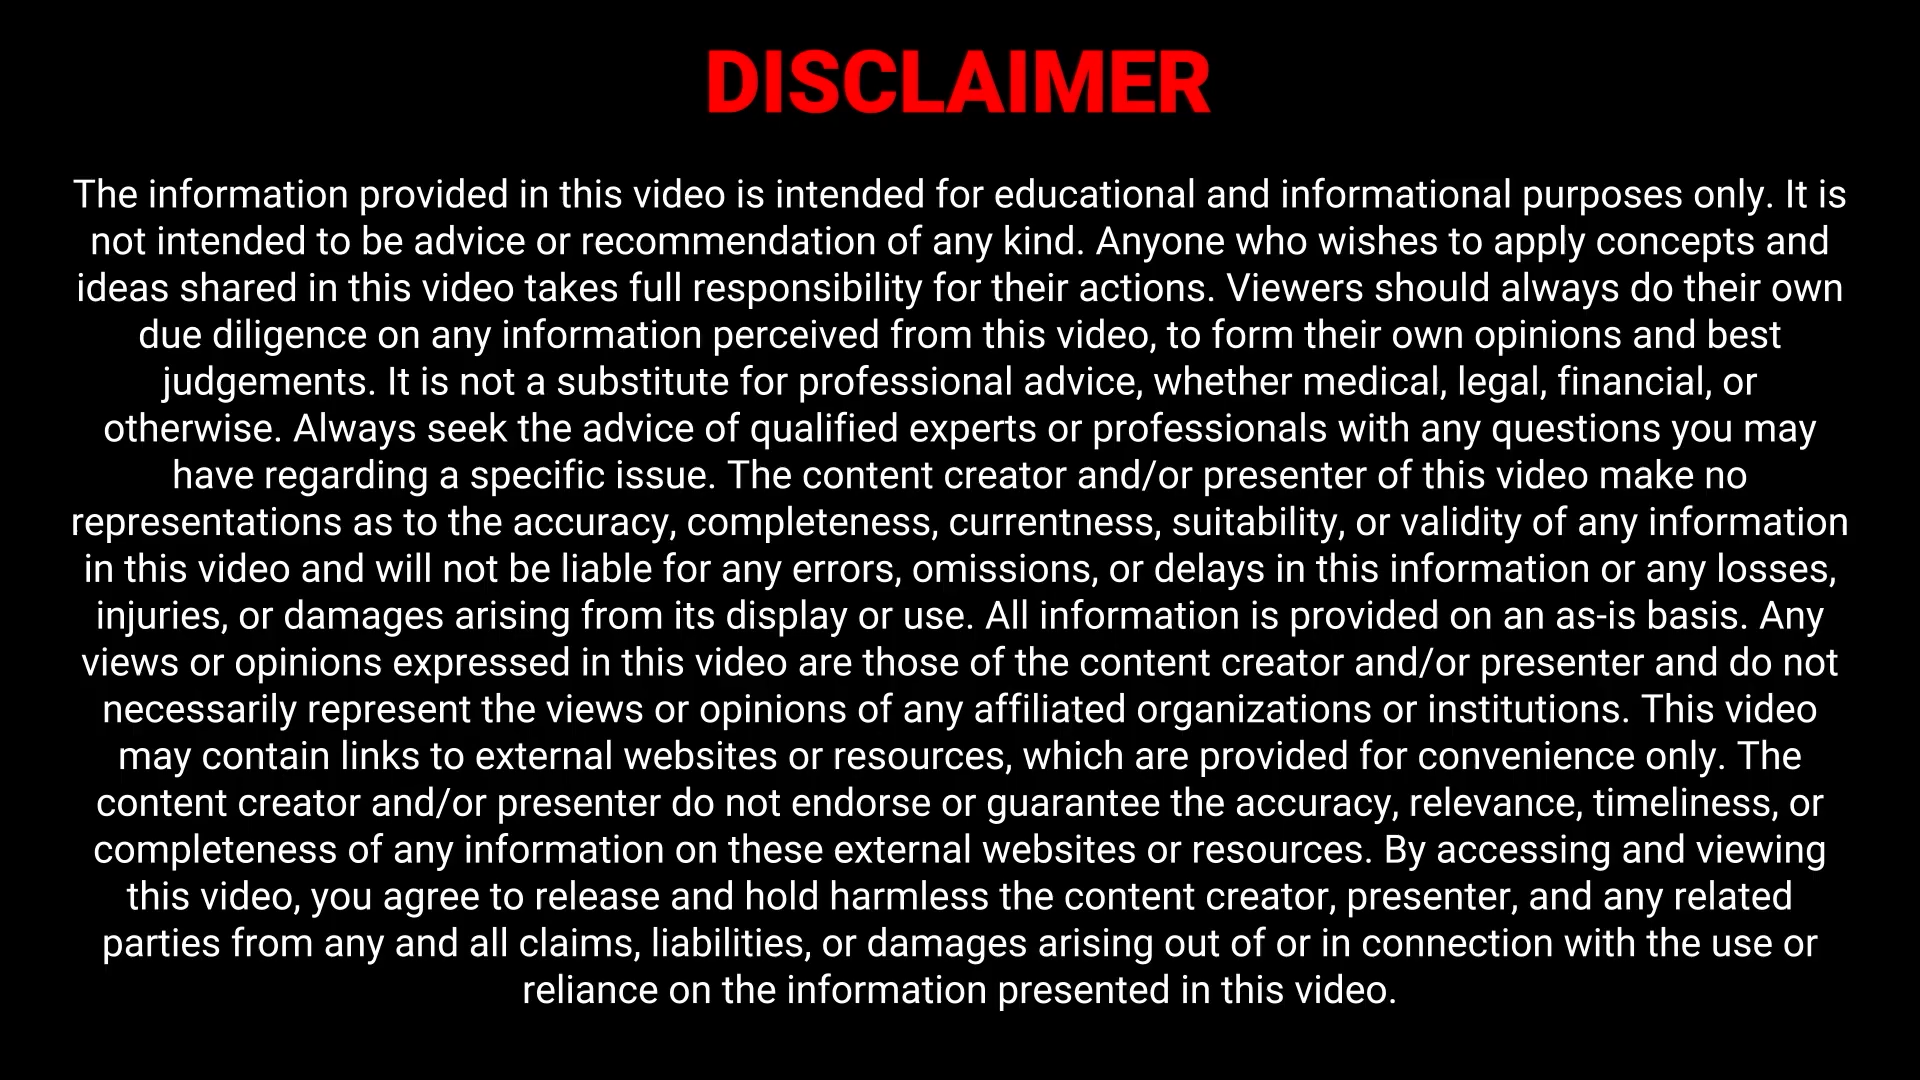 DISCLAIMER
The information provided in this video is intended for educational and informational purposes only. It is
not intended to be advice or recommendation of any kind. Anyone who wishes to apply concepts and
ideas shared in this video takes full responsibility for their actions. Viewers should always do their own
due diligence on any information perceived from this video, to form their own opinions and best
judgements. It is not a substitute for professional advice, whether medical, legal, financial, or
otherwise. Always seek the advice of qualified experts or professionals with any questions you may
have regarding a specific issue. The content creator and/or presenter of this video make no
representations as to the accuracy, completeness, currentness, suitability, or validity of any information
in this video and will not be liable for any errors, omissions, or delays in this information or any losses,
injuries, or damages arising from its display or use. All information is provided on an as-is basis. Any
views or opinions expressed in this video are those of the content creator and/or presenter and do not
necessarily represent the views or opinions of any affiliated organizations or institutions. This video
may contain links to external websites or resources, which are provided for convenience only. The
content creator and/or presenter do not endorse or guarantee the accuracy, relevance, timeliness, or
completeness of any information on these external websites or resources. By accessing and viewing
this video, you agree to release and hold harmless the content creator, presenter, and any related
parties from any and all claims, liabilities, or damages arising out of or in connection with the use or
reliance on the information presented in this video.